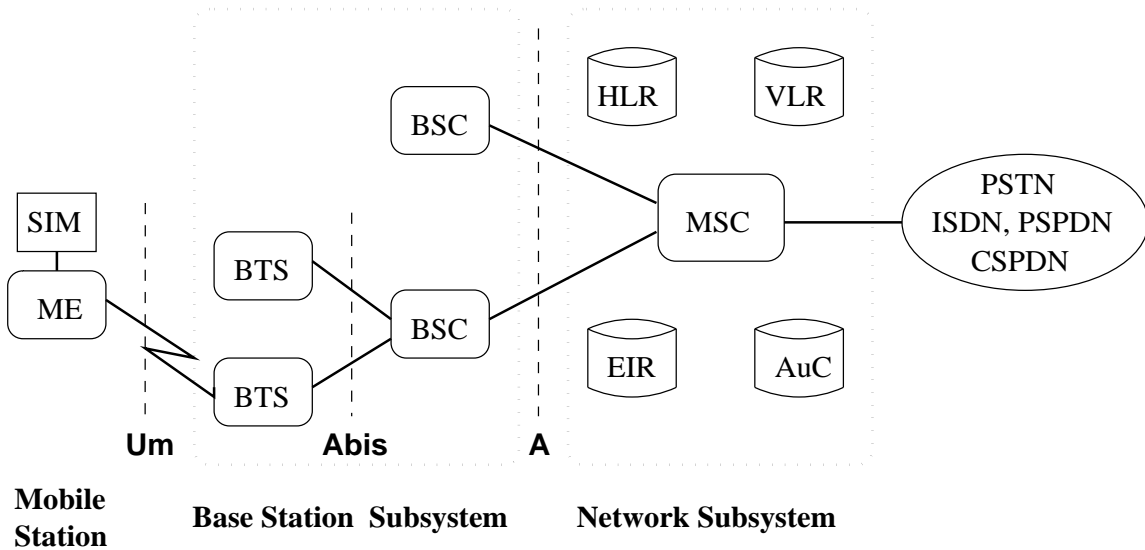 HLR
VLR
BSC
SIM
ME
BTS
BSC
BTS
MSC
PSTN
ISDN, PSPDN
CSPDN
EIR
AuC
Um
Abis
A
Mobile
Station
Base Station Subsystem
Network Subsystem